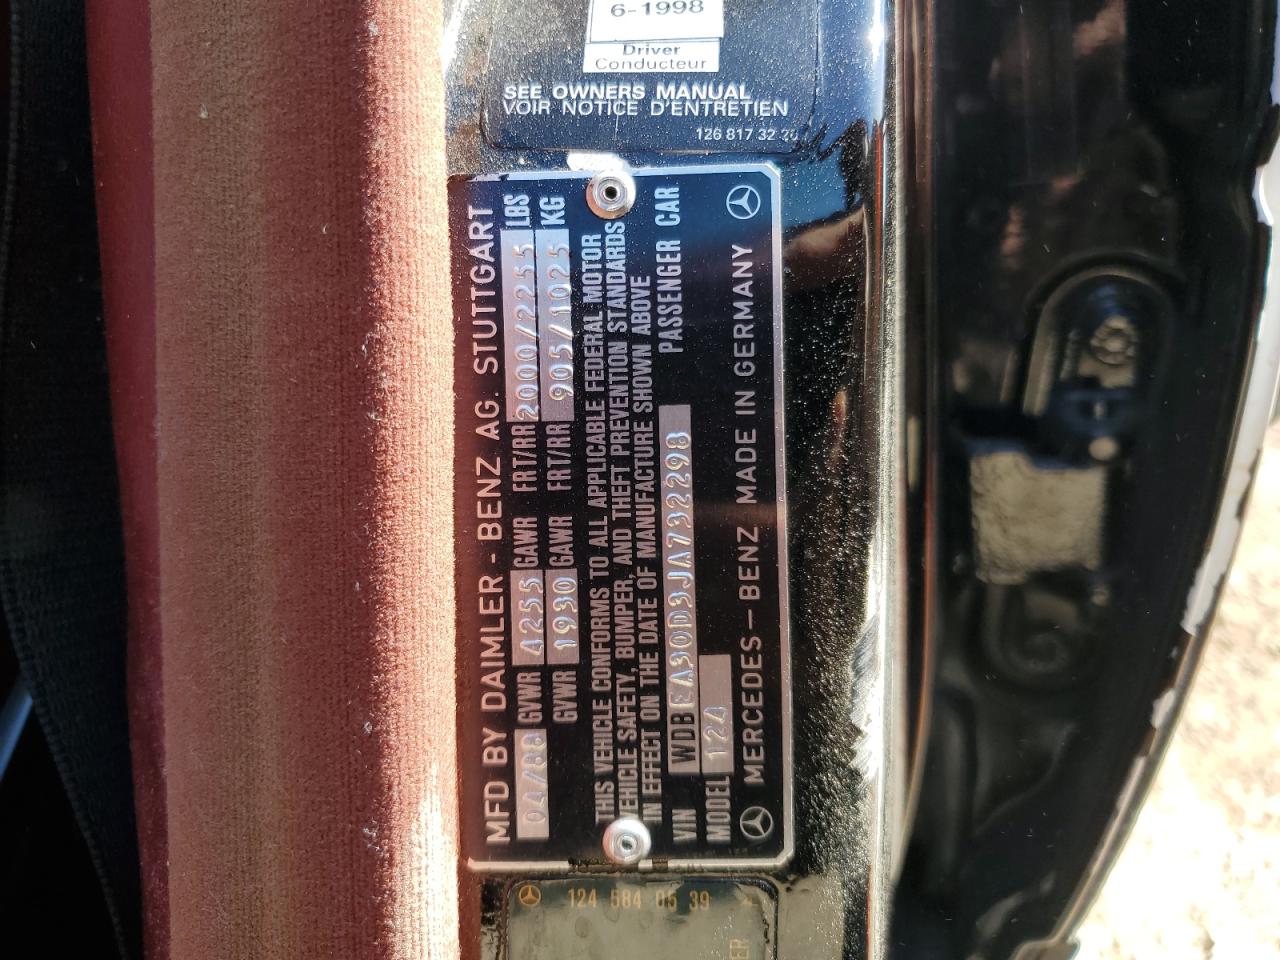 6-1998
Driver
Conducteur
SEE OWNERS MANUAL
VOIR NOTICE D'ENTRETIEN
126 817 32 20
MFD BY DAIMLER - BENZ AG. STUTTGART
04/88 GVWR 4255 GAWR FRT/RR 2000/2255 LBS
GVWR 1930 GAWR FRT/RR 905/1025 KG
THIS VEHICLE CONFORMS TO ALL APPLICABLE FEDERAL MOTOR
VEHICLE SAFETY, BUMPER, AND THEFT PREVENTION STANDARDS
IN EFFECT ON THE DATE OF MANUFACTURE SHOWN ABOVE
VIN WDBEA30D3JA732298 PASSENGER CAR
MODEL 124
MERCEDES — BENZ MADE IN GERMANY
124 584 05 39